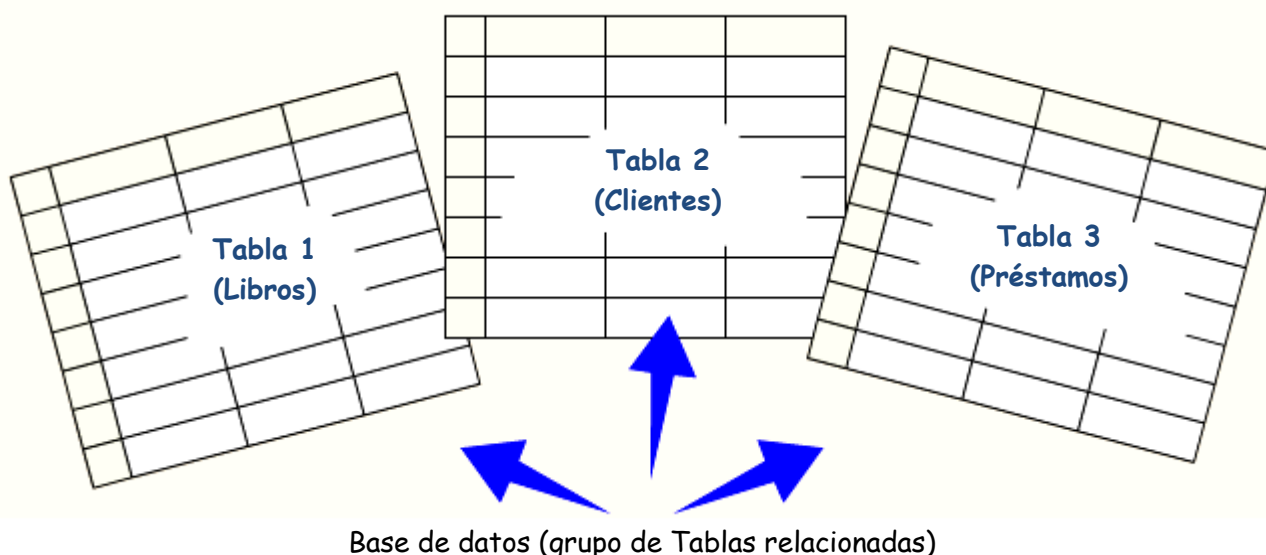 Tabla 1
(Libros)
Tabla 2
(Clientes)
Tabla 3
(Préstamos)
Base de datos (grupo de Tablas relacionadas)